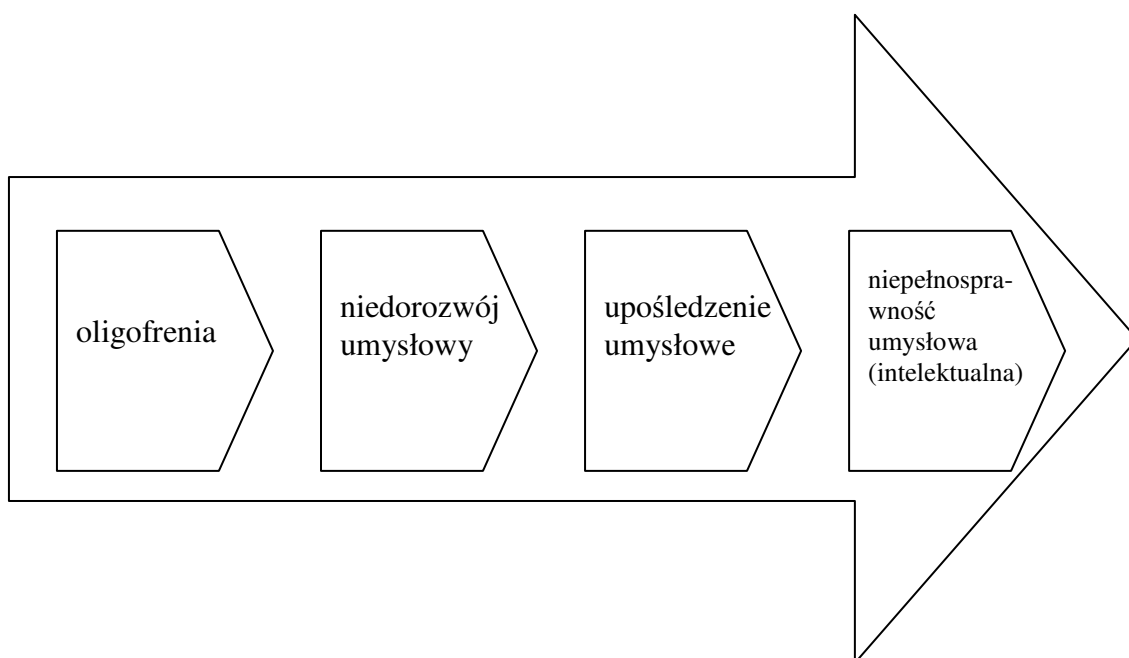 oligofrenia
niedorozwój
umysłowy
upośledzenie
umysłowe
niepełnospra-
wność
umysłowa
(intelektualna)